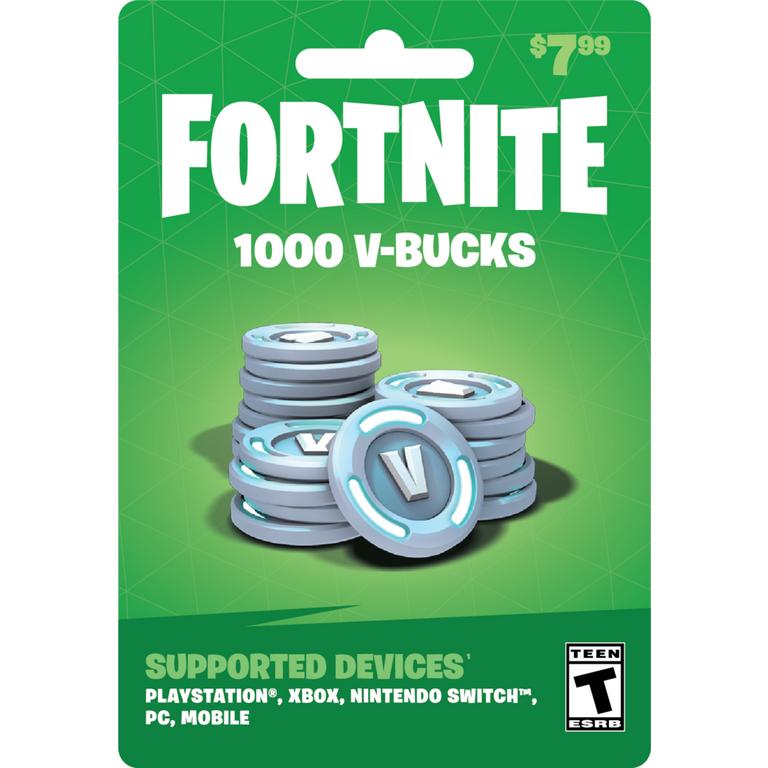 $7.99
FORTNITE
1000 V-BUCKS
V
V
SUPPORTED DEVICES¹
PLAYSTATION®, XBOX, NINTENDO SWITCH™,
PC, MOBILE
TEEN
T
ESRB